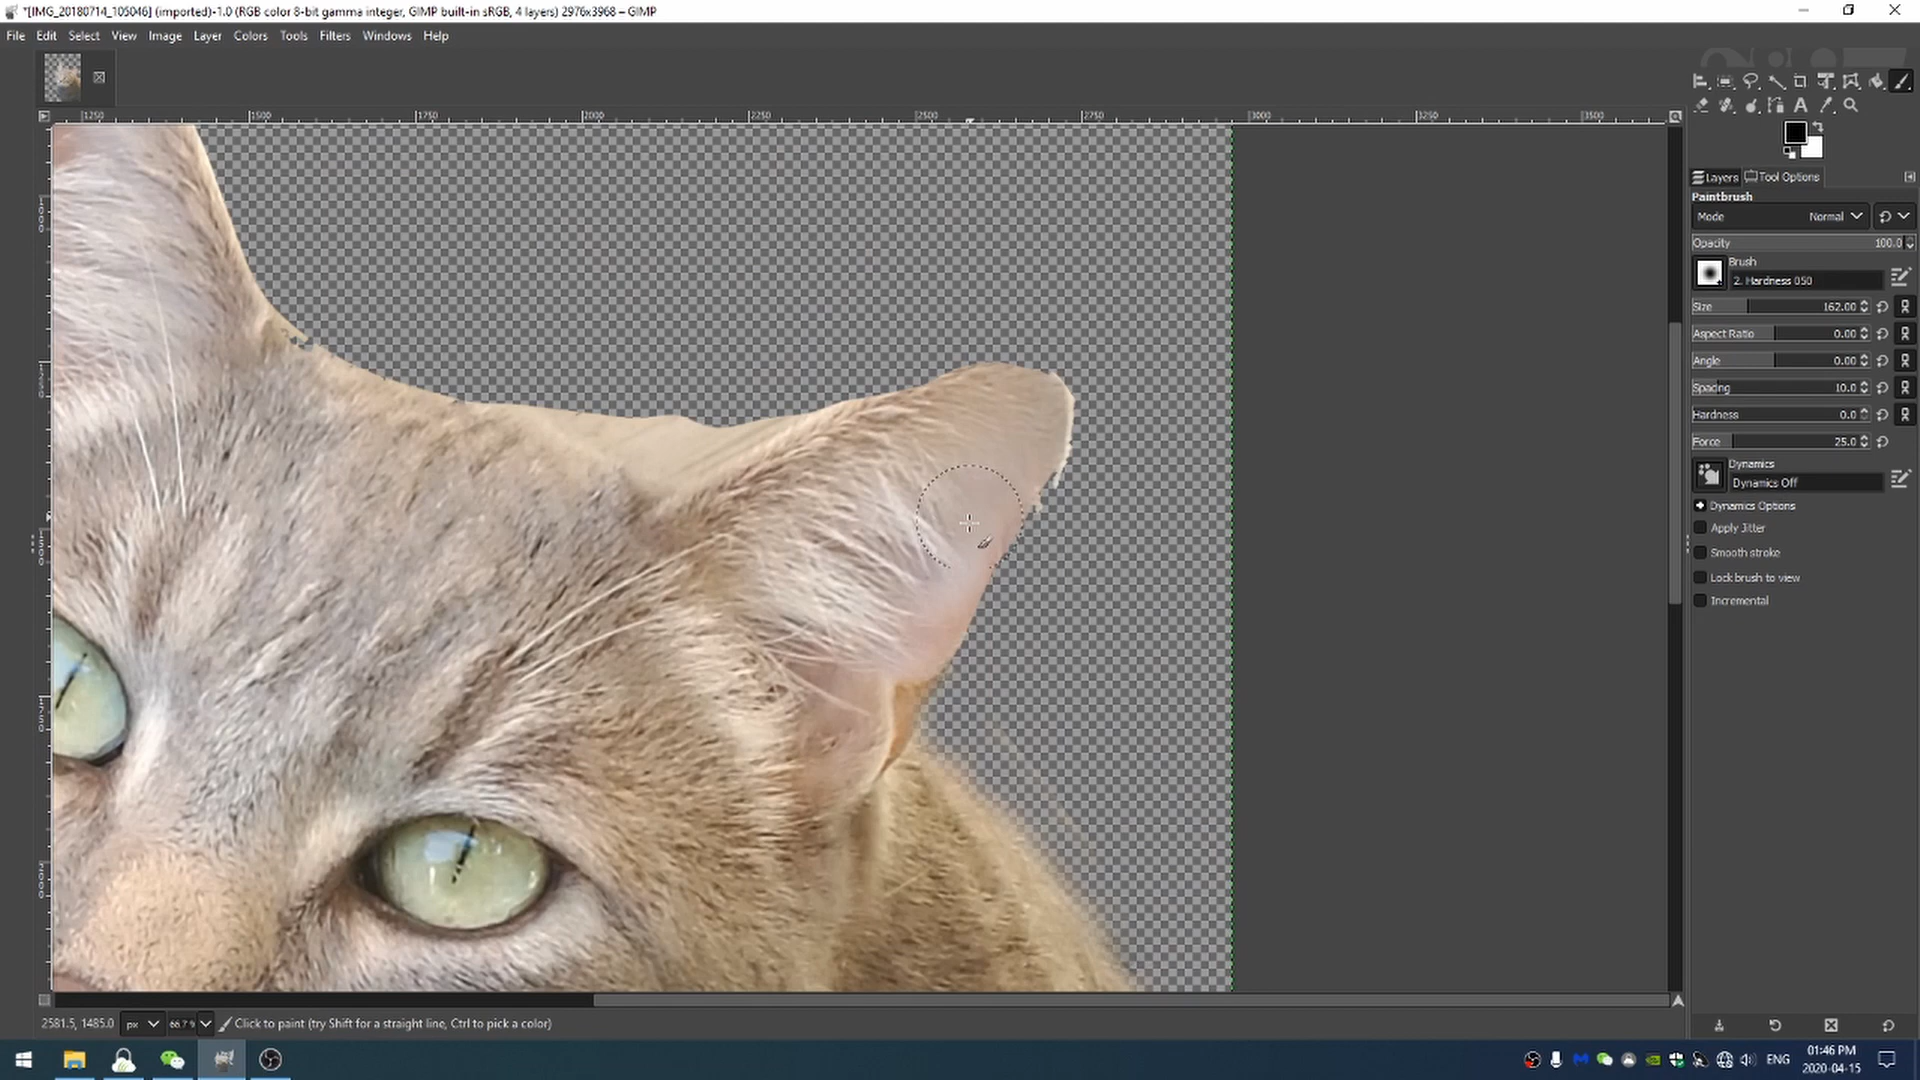 *[IMG_20180714_105046] (imported)-1.0 (RGB color 8-bit gamma integer, GIMP built-in sRGB, 4 layers) 2976x3968 – GIMP
File Edit Select View Image Layer Colors Tools Filters Windows Help
1250 1500 1750 2000 2250 2500 2750 3000 3250 3500
Layers Tool Options
Paintbrush
Mode Normal
Opacity 100.0
Brush
2. Hardness 050
Size 162.00
Aspect Ratio 0.00
Angle 0.00
Spacing 10.0
Hardness 0.0
Force 25.0
Dynamics
Dynamics Off
Dynamics Options
Apply Jitter
Smooth stroke
Lock brush to view
Incremental
2581.5, 1485.0 px 66.7 % Click to paint (try Shift for a straight line, Ctrl to pick a color)
ENG
01:46 PM
2020-04-15